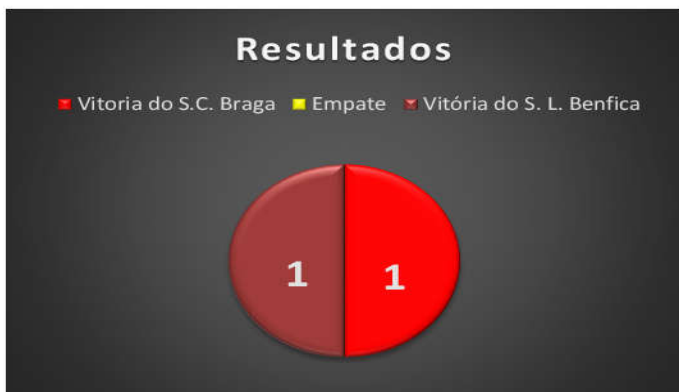 Resultados
Vitoria do S.C. Braga Empate Vitória do S. L. Benfica
1 1